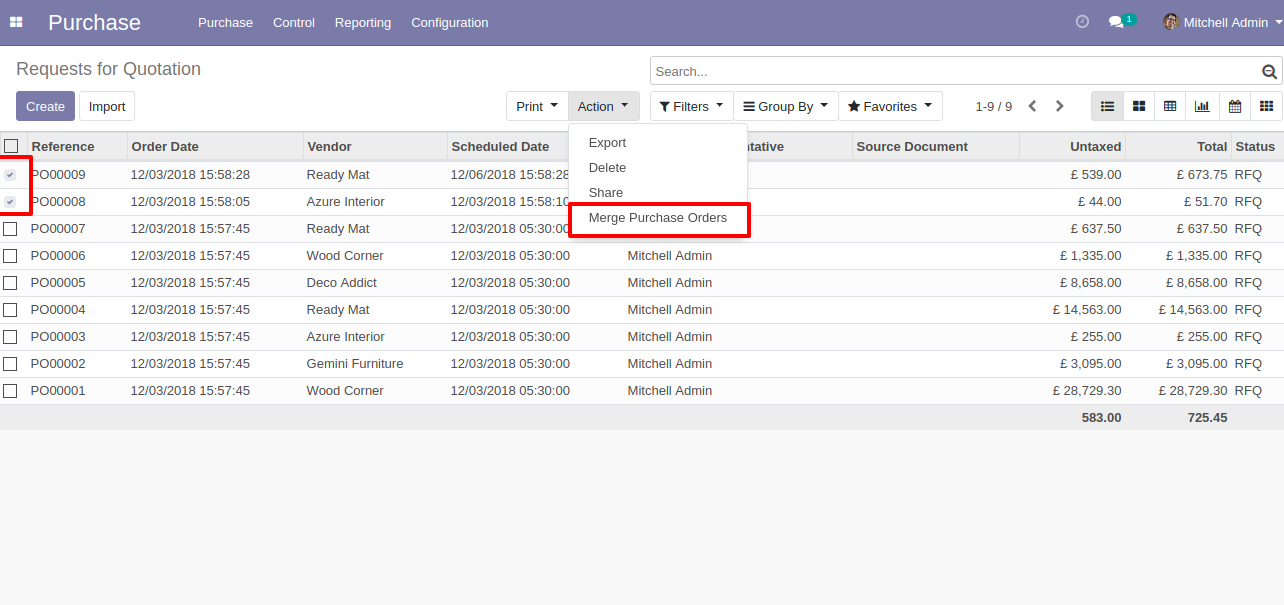 Purchase Purchase Control Reporting Configuration 1 Mitchell Admin
Requests for Quotation Search...
Create Import Print Action Filters Group By Favorites 1-9 / 9
Export
Delete
Share
Merge Purchase Orders
Reference Order Date Vendor Scheduled Date ntative Source Document Untaxed Total Status
PO00009 12/03/2018 15:58:28 Ready Mat 12/06/2018 15:58:28 £ 539.00 £ 673.75 RFQ
PO00008 12/03/2018 15:58:05 Azure Interior 12/03/2018 15:58:10 £ 44.00 £ 51.70 RFQ
PO00007 12/03/2018 15:57:45 Ready Mat 12/03/2018 05:30:00 £ 637.50 £ 637.50 RFQ
PO00006 12/03/2018 15:57:45 Wood Corner 12/03/2018 05:30:00 Mitchell Admin £ 1,335.00 £ 1,335.00 RFQ
PO00005 12/03/2018 15:57:45 Deco Addict 12/03/2018 05:30:00 Mitchell Admin £ 8,658.00 £ 8,658.00 RFQ
PO00004 12/03/2018 15:57:45 Ready Mat 12/03/2018 05:30:00 Mitchell Admin £ 14,563.00 £ 14,563.00 RFQ
PO00003 12/03/2018 15:57:45 Azure Interior 12/03/2018 05:30:00 Mitchell Admin £ 255.00 £ 255.00 RFQ
PO00002 12/03/2018 15:57:45 Gemini Furniture 12/03/2018 05:30:00 Mitchell Admin £ 3,095.00 £ 3,095.00 RFQ
PO00001 12/03/2018 15:57:45 Wood Corner 12/03/2018 05:30:00 Mitchell Admin £ 28,729.30 £ 28,729.30 RFQ
583.00 725.45